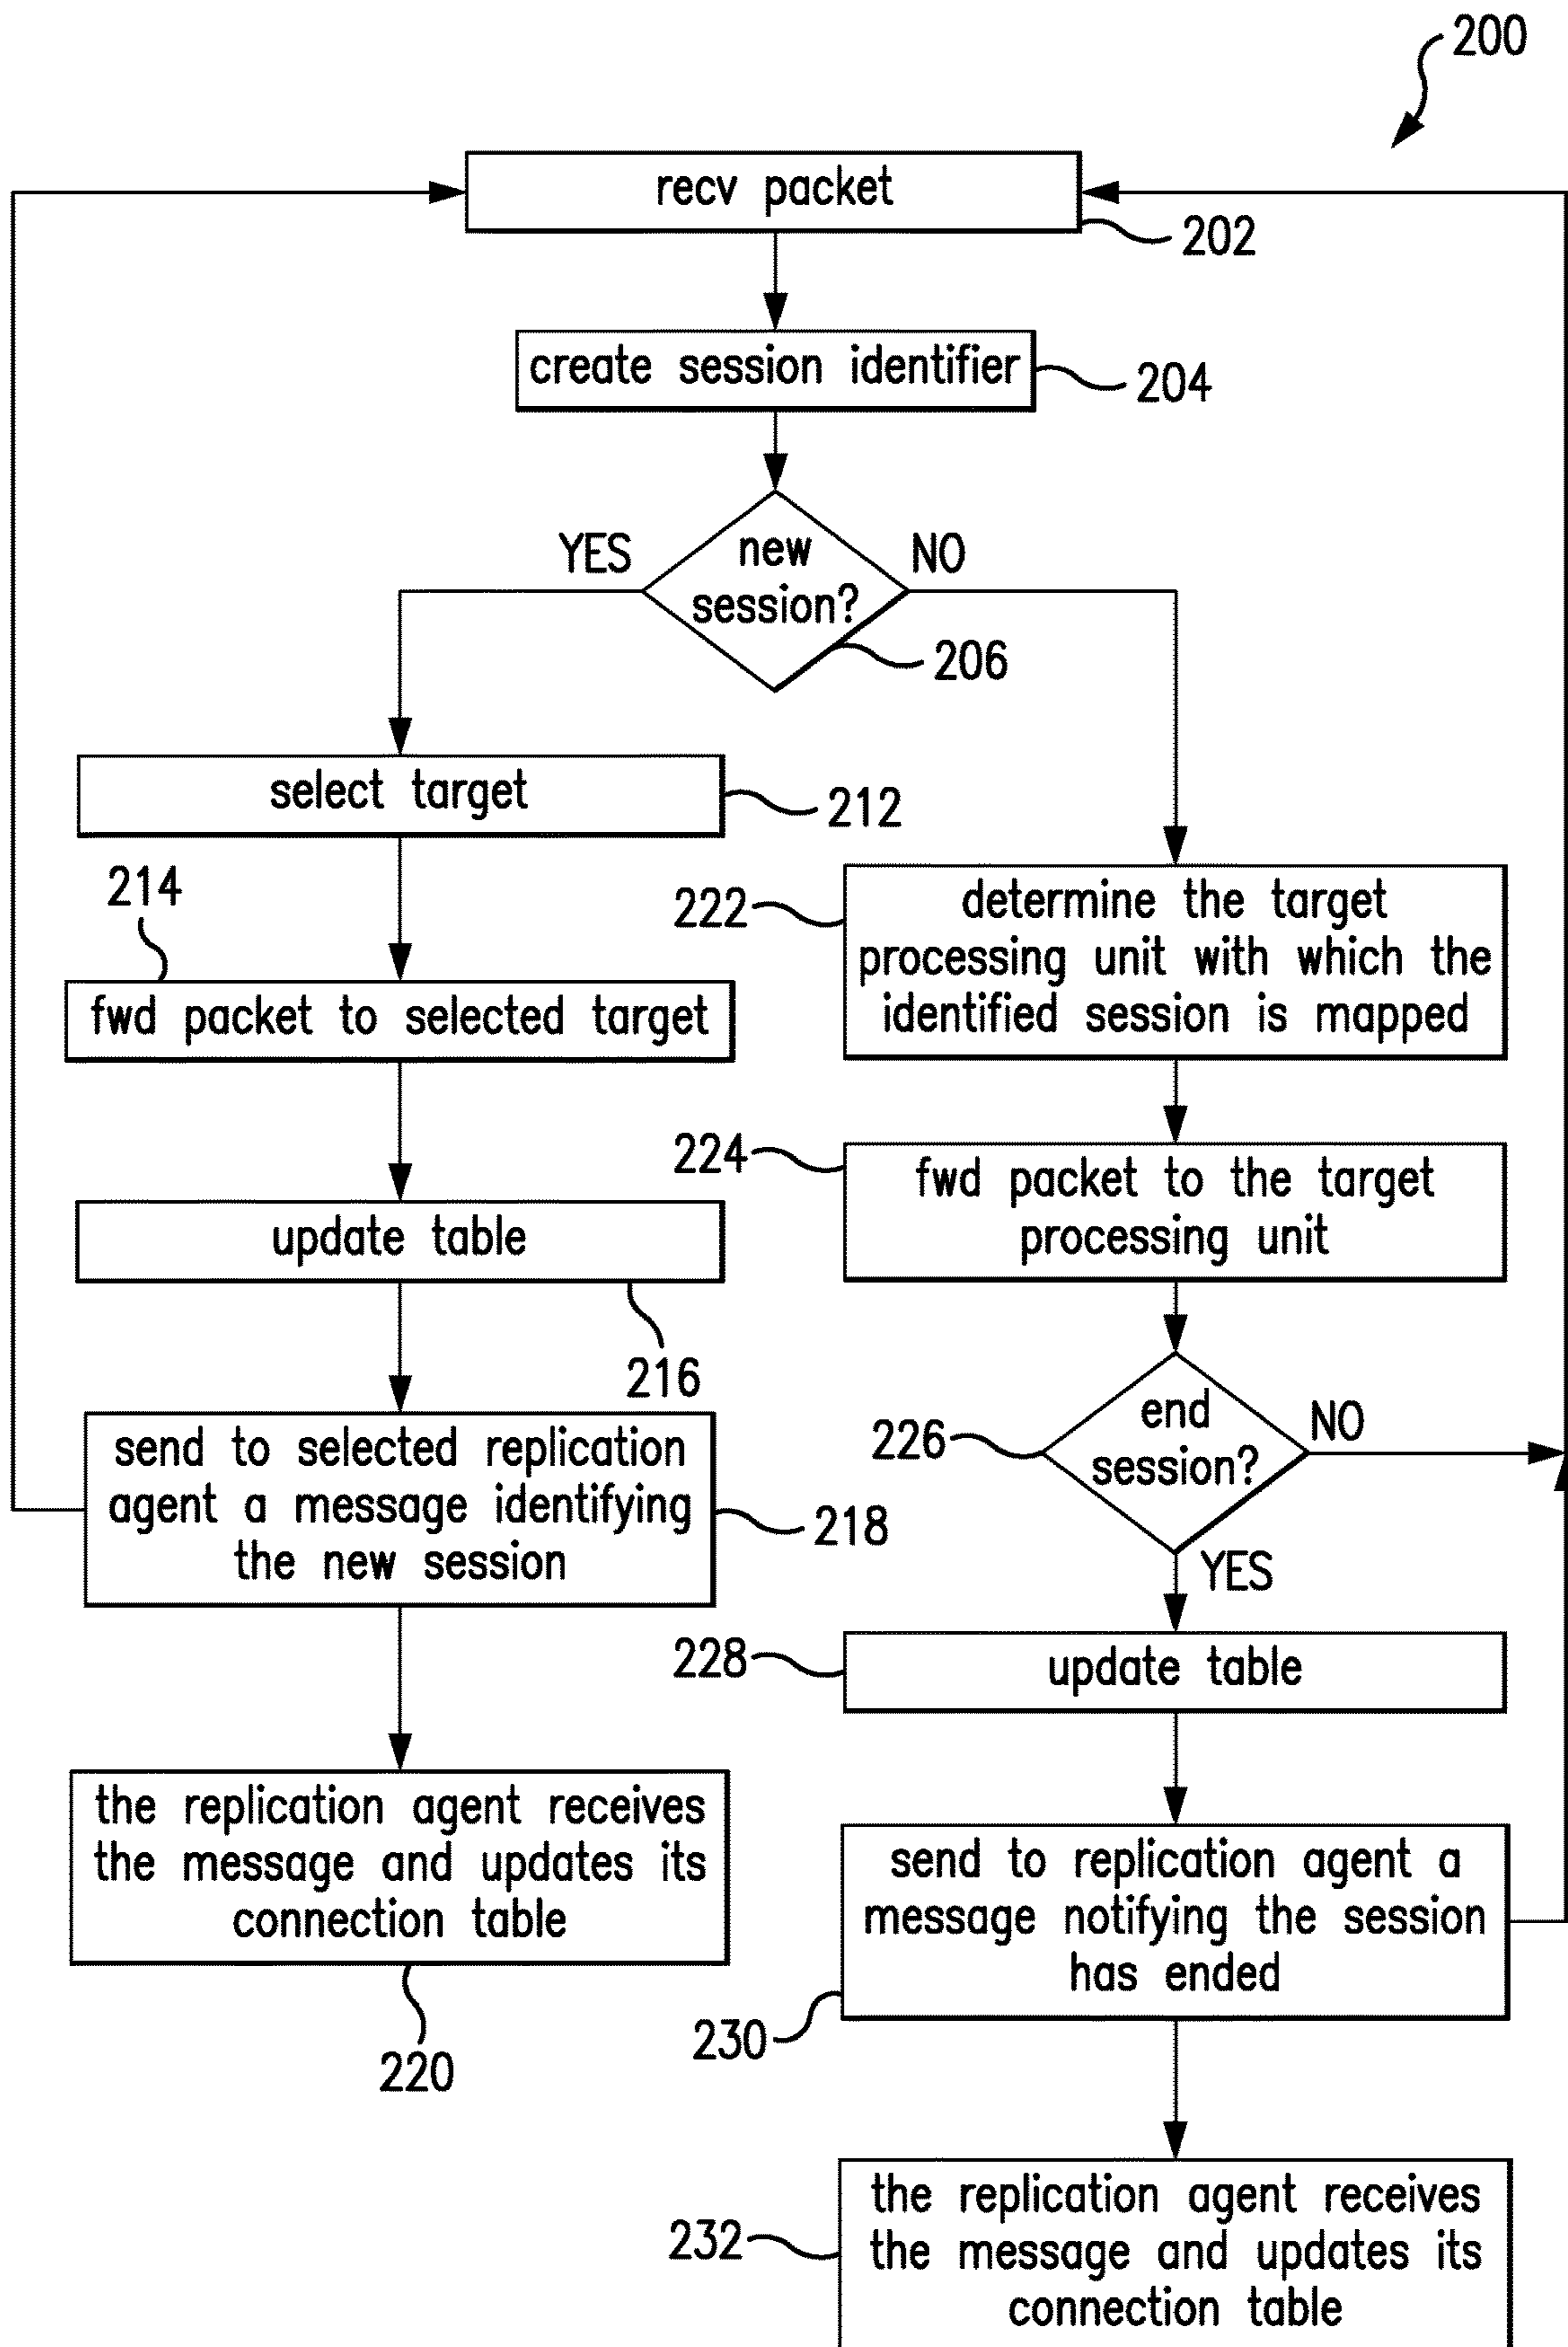 200
recv packet
202
create session identifier
204
YES
new
session?
NO
206
select target
212
214
fwd packet to selected target
update table
216
send to selected replication
agent a message identifying
the new session
218
the replication agent receives
the message and updates its
connection table
220
222
determine the target
processing unit with which the
identified session is mapped
224
fwd packet to the target
processing unit
226
end
session?
NO
YES
228
update table
send to replication agent a
message notifying the session
has ended
230
232
the replication agent receives
the message and updates its
connection table